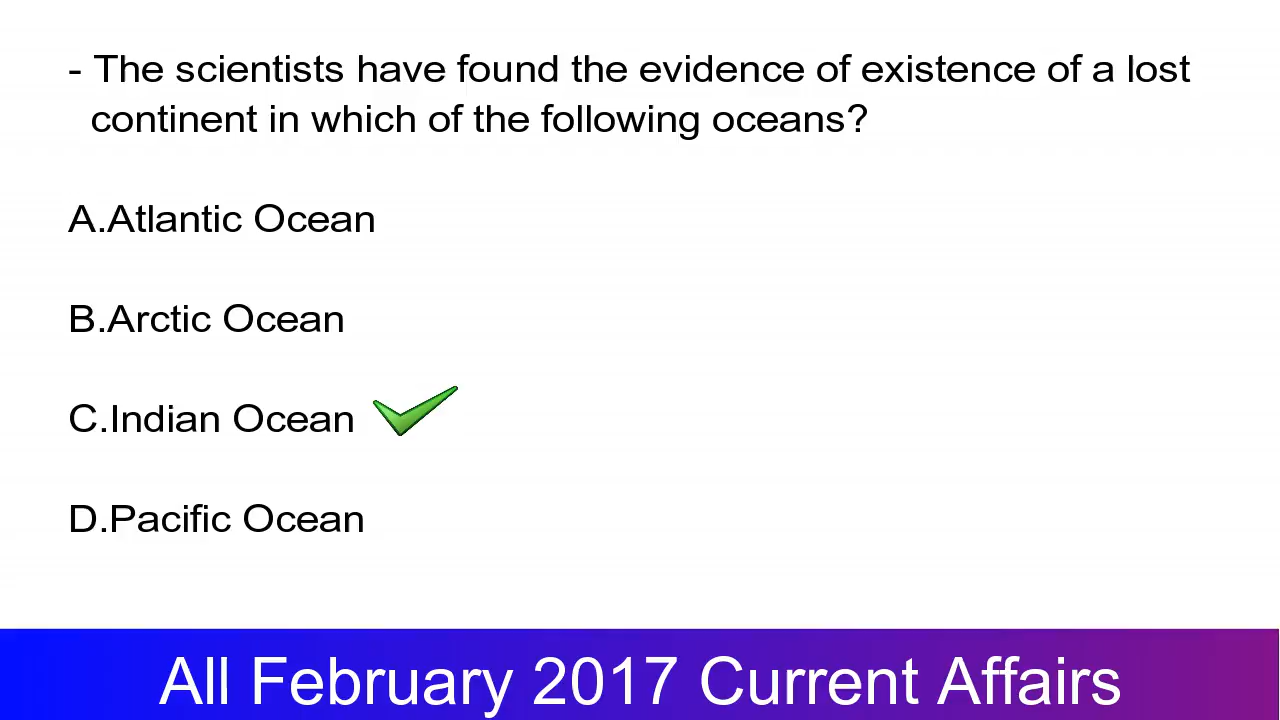 - The scientists have found the evidence of existence of a lost
continent in which of the following oceans?
A.Atlantic Ocean
B.Arctic Ocean
C.Indian Ocean
D.Pacific Ocean
All February 2017 Current Affairs